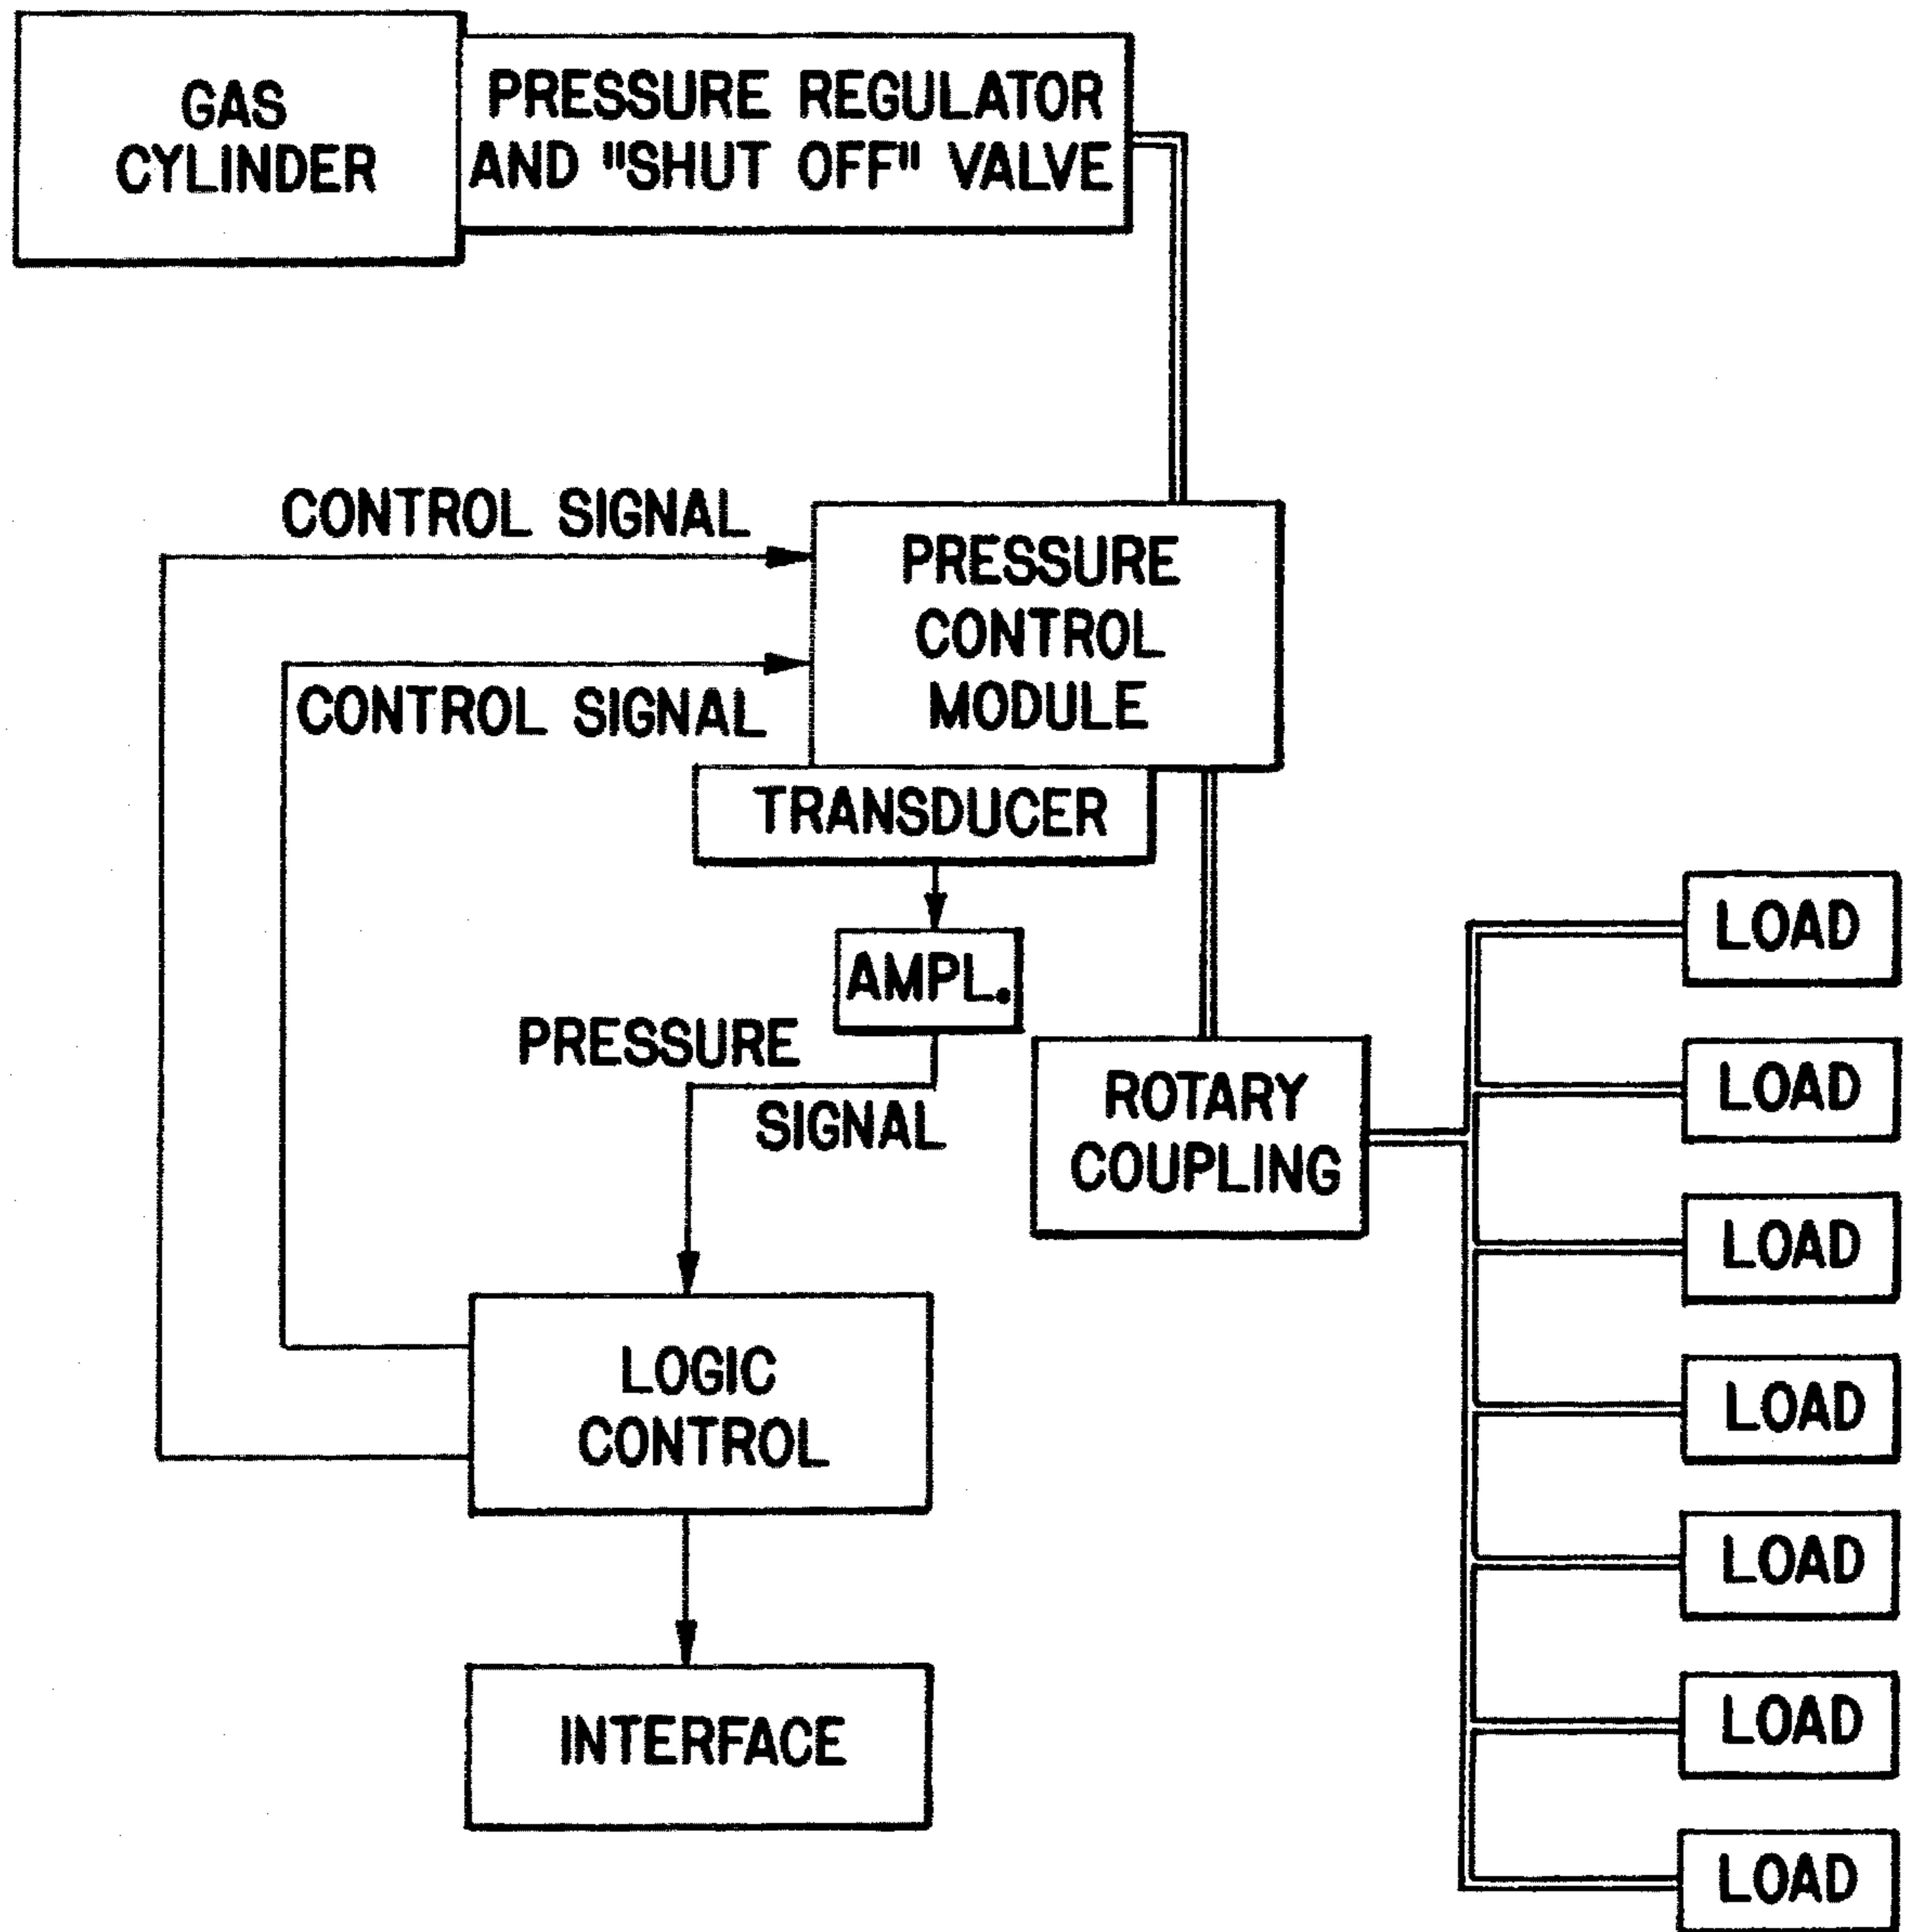 GAS
CYLINDER
PRESSURE REGULATOR
AND "SHUT OFF" VALVE
CONTROL SIGNAL
CONTROL SIGNAL
PRESSURE
CONTROL
MODULE
TRANSDUCER
AMPL.
PRESSURE
SIGNAL
ROTARY
COUPLING
LOGIC
CONTROL
INTERFACE
LOAD
LOAD
LOAD
LOAD
LOAD
LOAD
LOAD